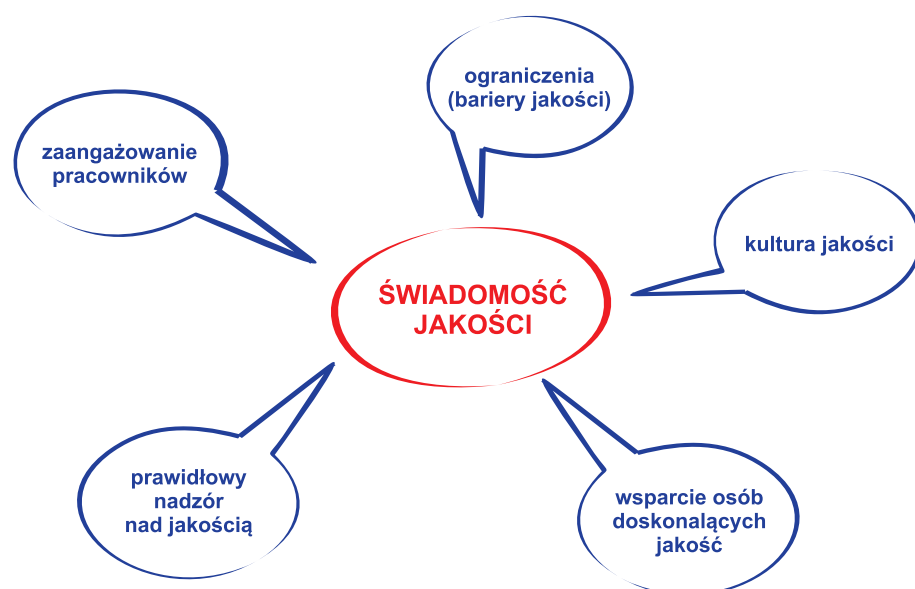 ograniczenia
(bariery jakości)
zaangażowanie
pracowników
kultura jakości
ŚWIADOMOŚĆ
JAKOŚCI
prawidłowy
nadzór
nad jakością
wsparcie osób
doskonalących
jakość